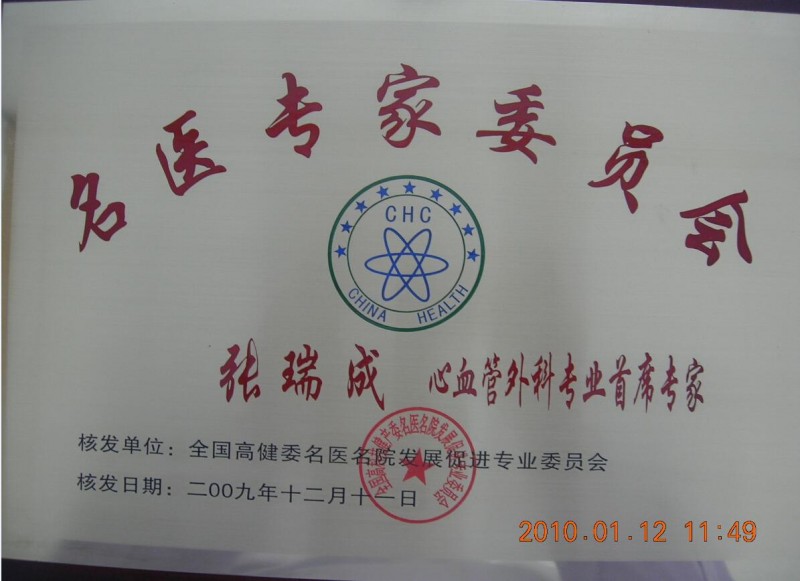 名医专家委员会
CHC
CHINA HEALTH
张瑞成 心血管外科专业首席专家
核发单位：全国高健委名医名院发展促进专业委员会
核发日期：二00九年十二月十一日
2010.01.12 11:49